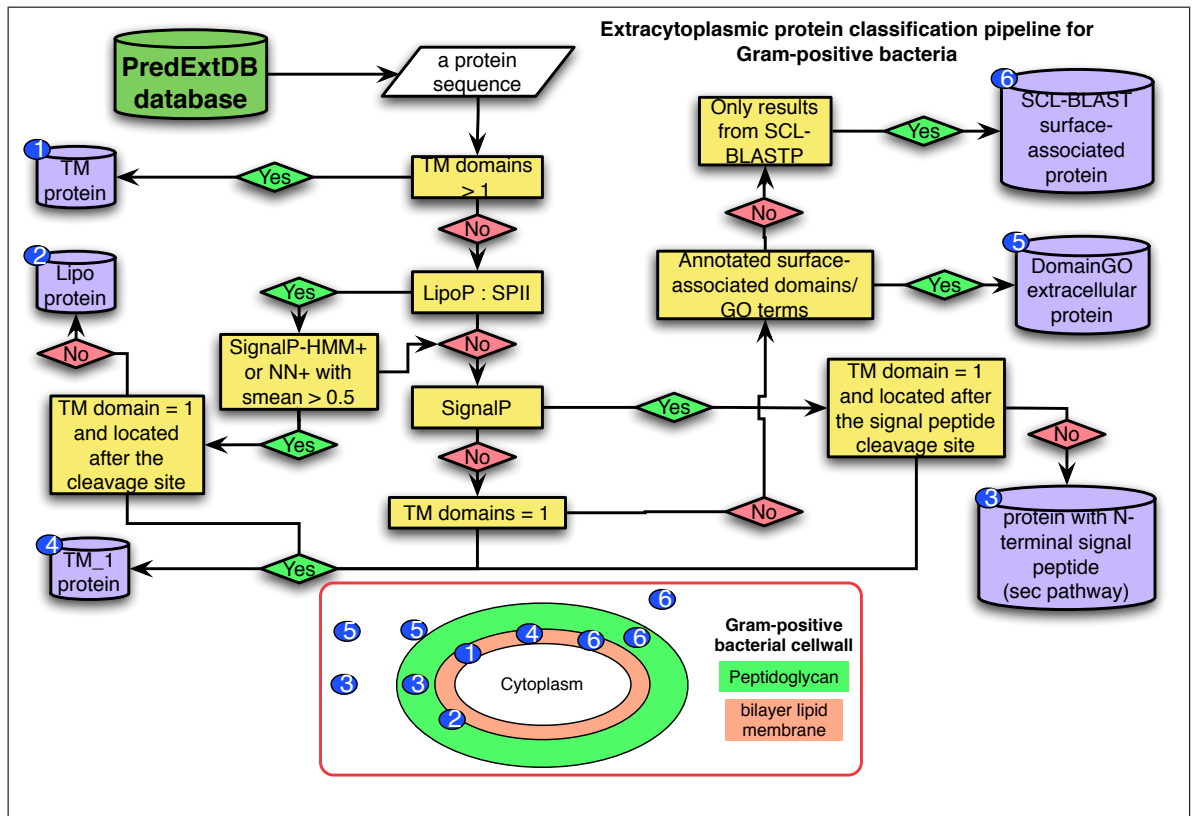 Extracytoplasmic protein classification pipeline for
Gram-positive bacteria
PredExtDB
database
a protein
sequence
6
SCL-BLAST
surface-
associated
protein
Only results
from SCL-
BLASTP
Yes
1
TM
protein
Yes
TM domains
> 1
No
No
2
Lipo
protein
Yes
LipoP : SPII
Annotated surface-
associated domains/
GO terms
Yes
5
DomainGO
extracellular
protein
No
SignalP-HMM+
or NN+ with
smean > 0.5
No
TM domain = 1
and located
after the
cleavage site
Yes
SignalP
Yes
TM domain = 1
and located after
the signal peptide
cleavage site
No
No
TM domains = 1
No
3
protein with N-
terminal signal
peptide
(sec pathway)
4
TM_1
protein
Yes
6
5
5
4
6
6
1
3
3
2
Cytoplasm
Gram-positive
bacterial cellwall
Peptidoglycan
bilayer lipid
membrane